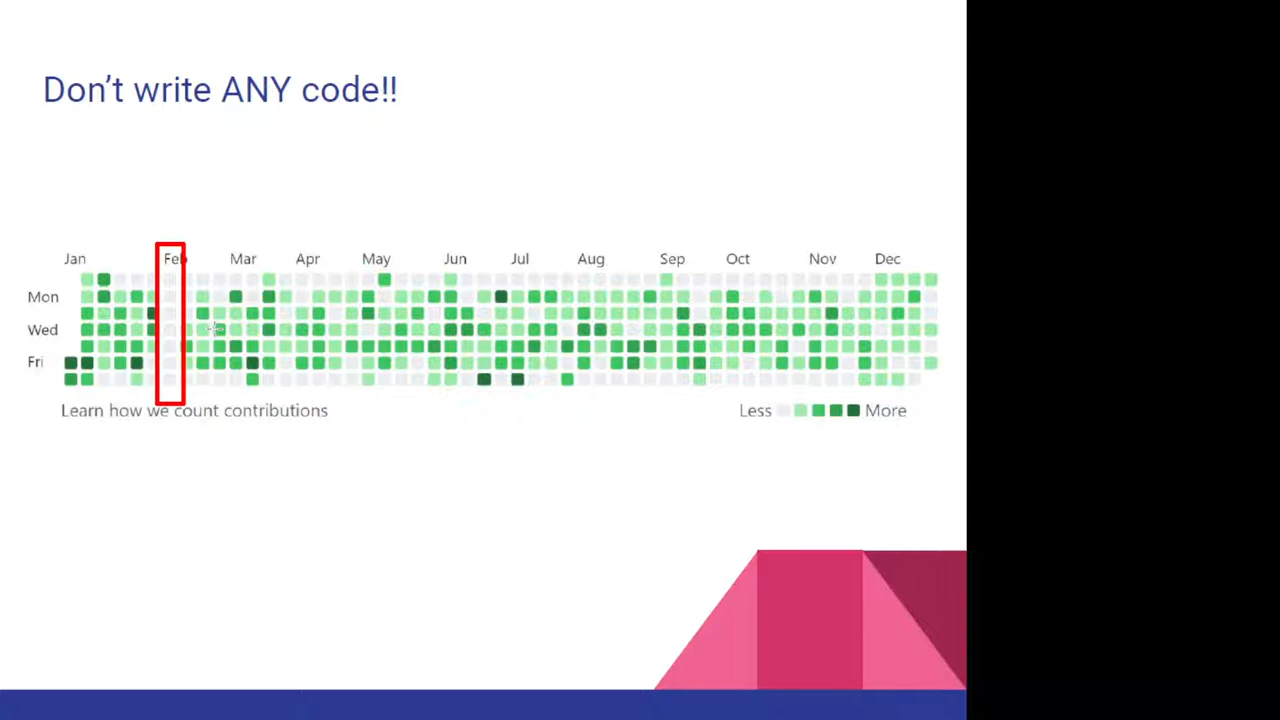 Don't write ANY code!!
Jan Feb Mar Apr May Jun Jul Aug Sep Oct Nov Dec
Mon
Wed
Fri
Learn how we count contributions Less More